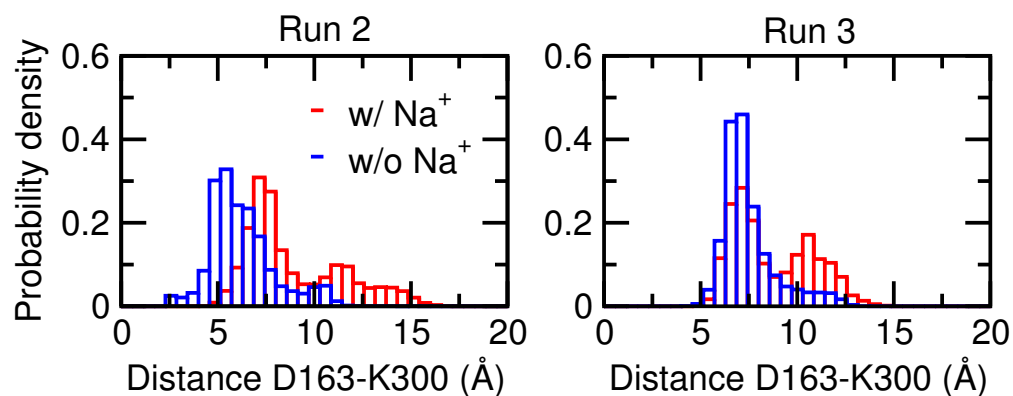 Run 2
Run 3
Probability density
0.6
0.4
0.2
0
w/ Na⁺
w/o Na⁺
0 5 10 15 20
Distance D163-K300 (Å)
0.6
0.4
0.2
0
0 5 10 15 20
Distance D163-K300 (Å)